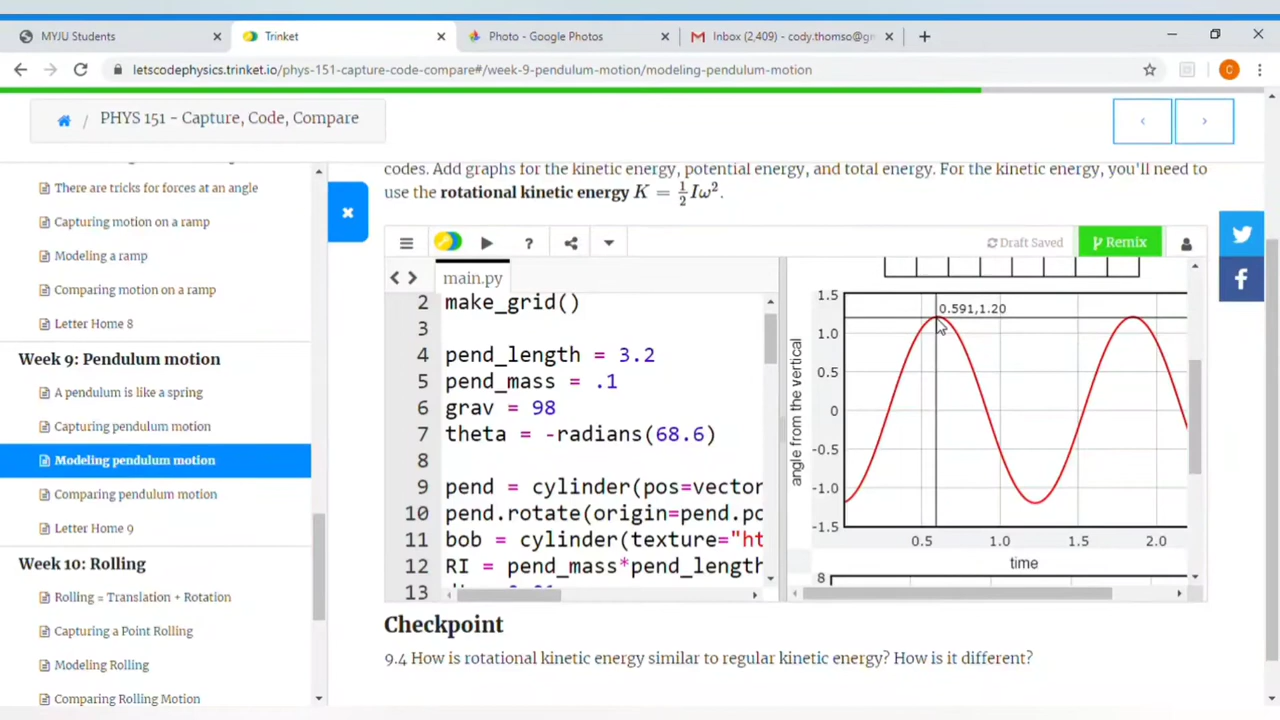 MYJU Students
Trinket
Photo - Google Photos
Inbox (2,409) - cody.thomso@gm
letscodephysics.trinket.io/phys-151-capture-code-compare#/week-9-pendulum-motion/modeling-pendulum-motion
C
/ PHYS 151 - Capture, Code, Compare
There are tricks for forces at an angle
Capturing motion on a ramp
Modeling a ramp
Comparing motion on a ramp
Letter Home 8
Week 9: Pendulum motion
A pendulum is like a spring
Capturing pendulum motion
Modeling pendulum motion
Comparing pendulum motion
Letter Home 9
Week 10: Rolling
Rolling = Translation + Rotation
Capturing a Point Rolling
Modeling Rolling
Comparing Rolling Motion
codes. Add graphs for the kinetic energy, potential energy, and total energy. For the kinetic energy, you'll need to
use the rotational kinetic energy K = 1/2 Iω².
?
Draft Saved
Remix
main.py
2 make_grid()
3
4 pend_length = 3.2
5 pend_mass = .1
6 grav = 98
7 theta = -radians(68.6)
8
9 pend = cylinder(pos=vector
10 pend.rotate(origin=pend.po
11 bob = cylinder(texture="ht
12 RI = pend_mass*pend_length
13
angle from the vertical
1.5
1.0
0.5
0
-0.5
-1.0
-1.5
0.591,1.20
0.5 1.0 1.5 2.0
time
8
Checkpoint
9.4 How is rotational kinetic energy similar to regular kinetic energy? How is it different?